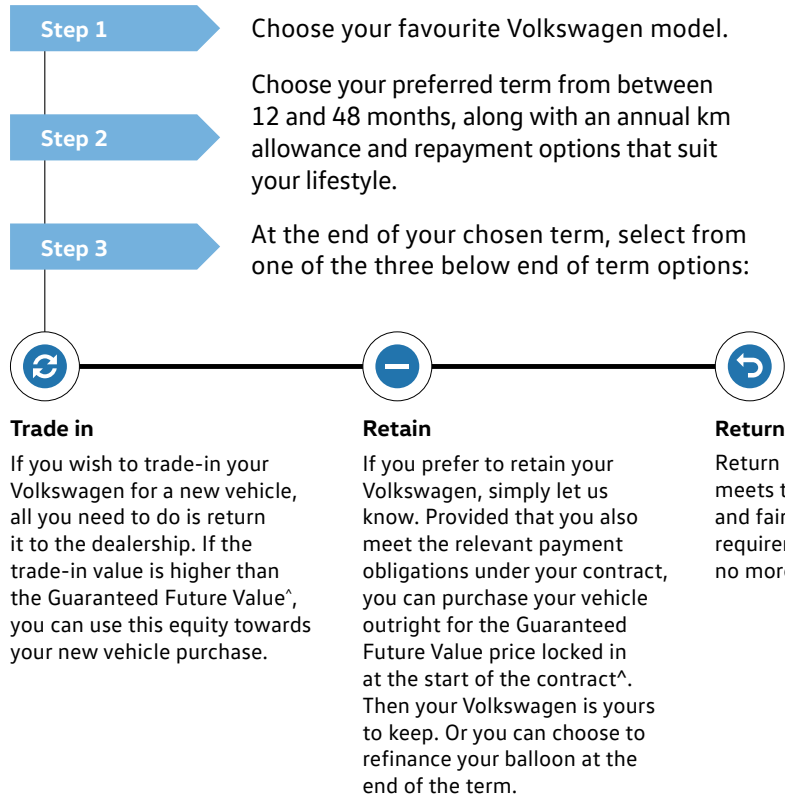 Step 1
Choose your favourite Volkswagen model.
Step 2
Choose your preferred term from between
12 and 48 months, along with an annual km
allowance and repayment options that suit
your lifestyle.
Step 3
At the end of your chosen term, select from
one of the three below end of term options:
Trade in
If you wish to trade-in your
Volkswagen for a new vehicle,
all you need to do is return
it to the dealership. If the
trade-in value is higher than
the Guaranteed Future Value^,
you can use this equity towards
your new vehicle purchase.
Retain
If you prefer to retain your
Volkswagen, simply let us
know. Provided that you also
meet the relevant payment
obligations under your contract,
you can purchase your vehicle
outright for the Guaranteed
Future Value price locked in
at the start of the contract^.
Then your Volkswagen is yours
to keep. Or you can choose to
refinance your balloon at the
end of the term.
Return
Return
meets
and fair
no more